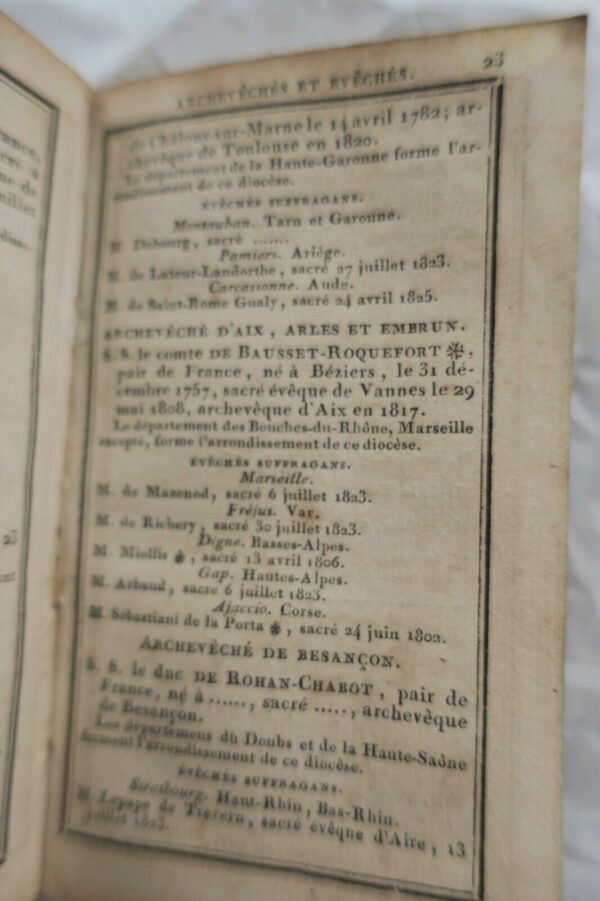 ARCHEVÊCHÉS ET ÉVÊCHÉS. 23
de Châlons-sur-Marne le 14 avril 1782; ar-
chevêque de Toulouse en 1820.
Le département de la Haute-Garonne forme l'ar-
rondissement de ce diocèse.
ÉVÊCHÉS SUFFRAGANS.
Montauban. Tarn et Garonne.
M. Dubourg, sacré .......
Pamiers. Ariège.
M. de Latour-Landorthe, sacré 27 juillet 1823.
Carcassonne. Aude.
M. de Saint-Rome Gualy, sacré 24 avril 1825.
ARCHEVÊCHÉ D'AIX, ARLES ET EMBRUN.
S. S. le comte DE BAUSSET-ROQUEFORT ❉,
pair de France, né à Béziers, le 31 dé-
cembre 1757, sacré évêque de Vannes le 29
mai 1808, archevêque d'Aix en 1817.
Le département des Bouches-du-Rhône, Marseille
excepté, forme l'arrondissement de ce diocèse.
ÉVÊCHÉS SUFFRAGANS.
Marseille.
M. de Mazenod, sacré 6 juillet 1823.
Fréjus. Var.
M. de Richery, sacré 30 juillet 1823.
Digne. Basses-Alpes.
M. Miollis ❉, sacré 13 avril 1806.
Gap. Hautes-Alpes.
M. Arbaud, sacré 6 juillet 1823.
Ajaccio. Corse.
M. Sébastiani de la Porta ❉, sacré 24 juin 1802.
ARCHEVÊCHÉ DE BESANÇON.
S. S. le duc DE ROHAN-CHABOT, pair de
France, né à ......, sacré ....., archevêque
de Besançon.
Les départemens du Doubs et de la Haute-Saône
forment l'arrondissement de ce diocèse.
ÉVÊCHÉS SUFFRAGANS.
Strasbourg. Haut-Rhin, Bas-Rhin.
M. Lepape de Trevern, sacré évêque d'Aire, 13
juillet 1823.